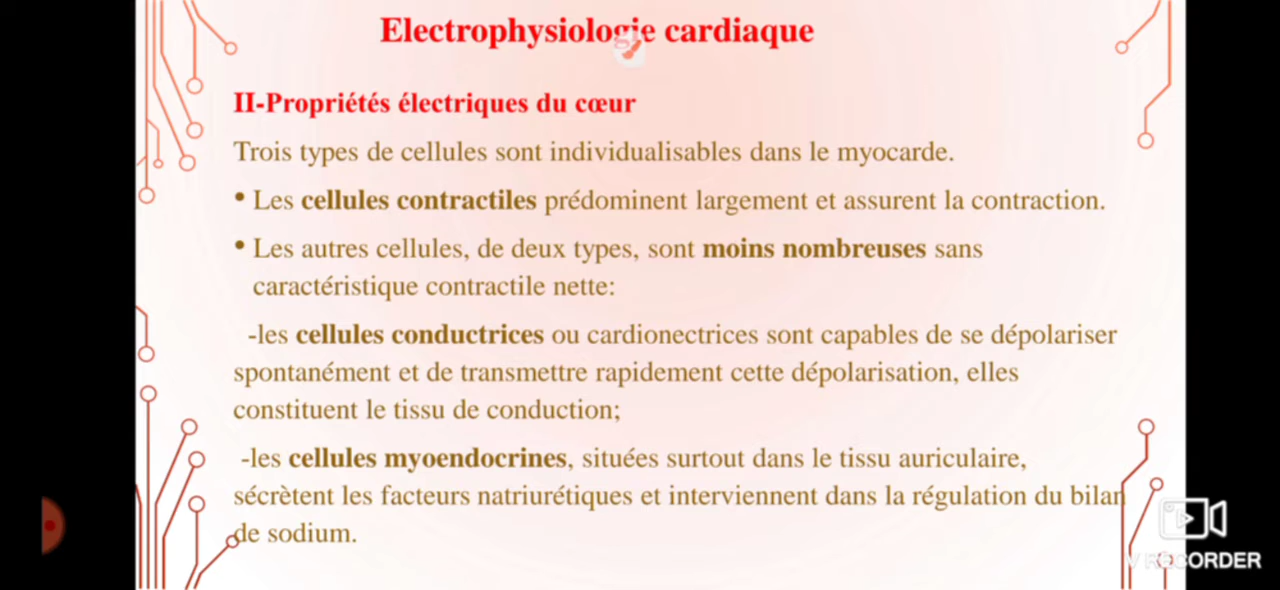 Electrophysiologie cardiaque
II-Propriétés électriques du cœur
Trois types de cellules sont individualisables dans le myocarde.
• Les cellules contractiles prédominent largement et assurent la contraction.
• Les autres cellules, de deux types, sont moins nombreuses sans
caractéristique contractile nette:
-les cellules conductrices ou cardionectrices sont capables de se dépolariser
spontanément et de transmettre rapidement cette dépolarisation, elles
constituent le tissu de conduction;
-les cellules myoendocrines, situées surtout dans le tissu auriculaire,
sécrètent les facteurs natriurétiques et interviennent dans la régulation du bilan
de sodium.
V RECORDER